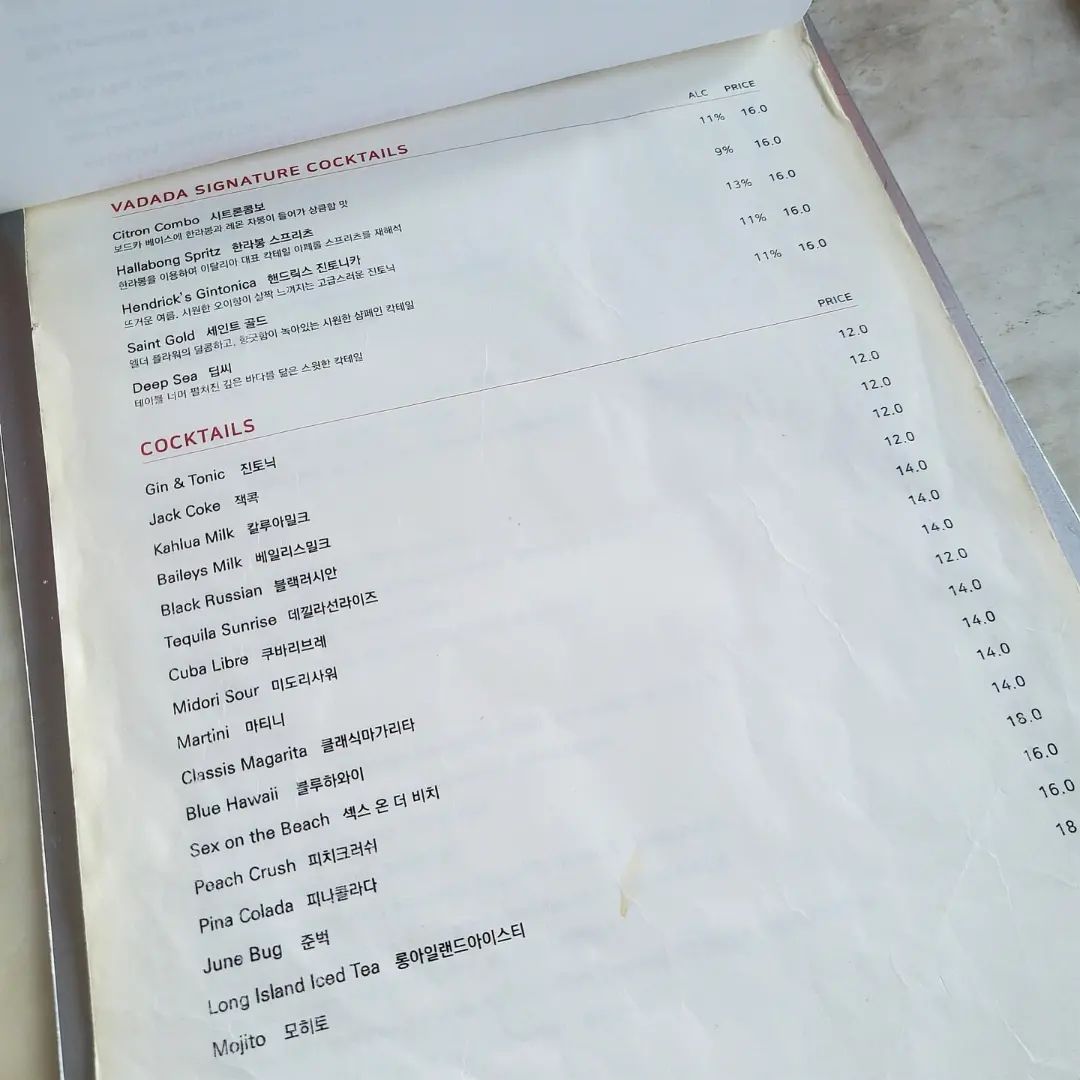 ALC PRICE
VADADA SIGNATURE COCKTAILS
Citron Combo 시트론콤보 11% 16.0
보드카 베이스에 한라봉과 레몬 자몽이 들어가 상큼함 맛
Hallabong Spritz 한라봉 스프리츠 9% 16.0
한라봉을 이용하여 이탈리아 대표 칵테일 아페롤 스프리츠를 재해석
Hendrick's Gintonica 핸드릭스 진토니카 13% 16.0
뜨거운 여름, 시원한 오이향이 살짝 느껴지는 고급스러운 진토닉
Saint Gold 세인트 골드 11% 16.0
엘더 플라워의 달콤하고, 향긋함이 녹아있는 시원한 샴페인 칵테일
Deep Sea 딥씨 11% 16.0
테이블 너머 펼쳐진 깊은 바다를 닮은 스윗한 칵테일
COCKTAILS PRICE
Gin & Tonic 진토닉 12.0
Jack Coke 잭콕 12.0
Kahlua Milk 칼루아밀크 12.0
Baileys Milk 베일리스밀크 12.0
Black Russian 블랙러시안 12.0
Tequila Sunrise 데낄라선라이즈 14.0
Cuba Libre 쿠바리브레 14.0
Midori Sour 미도리사워 14.0
Martini 마티니 12.0
Classis Magarita 클래식마가리타 14.0
Blue Hawaii 블루하와이 14.0
Sex on the Beach 섹스 온 더 비치 14.0
Peach Crush 피치크러쉬 14.0
Pina Colada 피나콜라다 18.0
June Bug 준벅 16.0
Long Island Iced Tea 롱아일랜드아이스티 16.0
Mojito 모히토 18